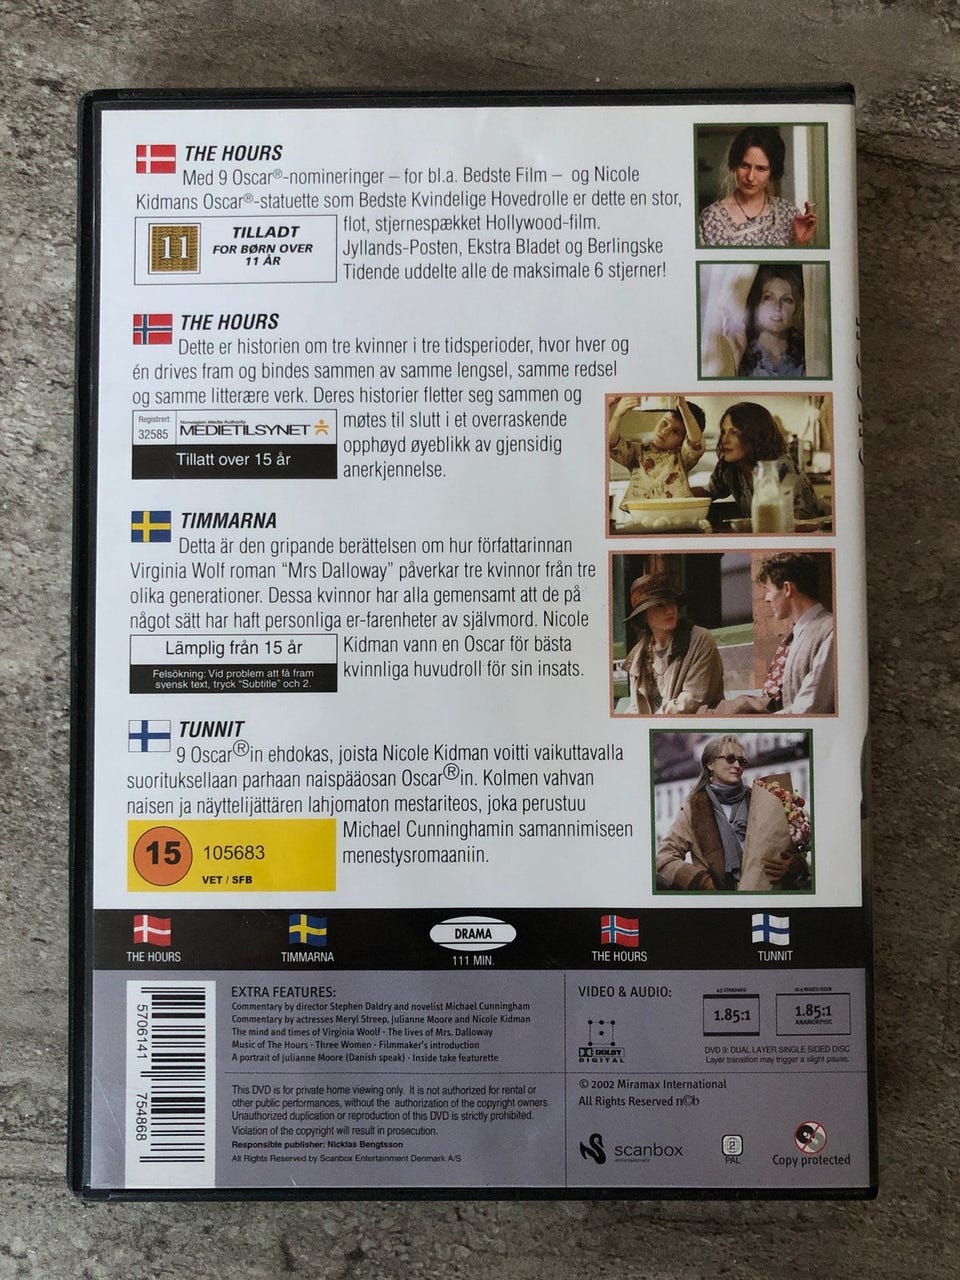 THE HOURS
Med 9 Oscar®-nomineringer – for bl.a. Bedste Film – og Nicole
Kidmans Oscar®-statuette som Bedste Kvindelige Hovedrolle er dette en stor,
flot, stjernespækket Hollywood-film.
Jyllands-Posten, Ekstra Bladet og Berlingske
Tidende uddelte alle de maksimale 6 stjerner!
11
TILLADT
FOR BØRN OVER
11 ÅR
THE HOURS
Dette er historien om tre kvinner i tre tidsperioder, hvor hver og
én drives fram og bindes sammen av samme lengsel, samme redsel
og samme litterære verk. Deres historier fletter seg sammen og
møtes til slutt i et overraskende
opphøyd øyeblikk av gjensidig
anerkjennelse.
Registrert:
32585
Norwegian Media Authority
MEDIETILSYNET
Tillatt over 15 år
TIMMARNA
Detta är den gripande berättelsen om hur författarinnan
Virginia Wolf roman “Mrs Dalloway” påverkar tre kvinnor från tre
olika generationer. Dessa kvinnor har alla gemensamt att de på
något sätt har haft personliga er-farenheter av självmord. Nicole
Kidman vann en Oscar för bästa
kvinnliga huvudroll för sin insats.
Lämplig från 15 år
Felsökning: Vid problem att få fram
svensk text, tryck “Subtitle” och 2.
TUNNIT
9 Oscar®in ehdokas, joista Nicole Kidman voitti vaikuttavalla
suorituksellaan parhaan naispääosan Oscar®in. Kolmen vahvan
naisen ja näyttelijättären lahjomaton mestariteos, joka perustuu
Michael Cunninghamin samannimiseen
menestysromaaniin.
15
105683
VET / SFB
THE HOURS
TIMMARNA
DRAMA
111 MIN.
THE HOURS
TUNNIT
5706141 754868
EXTRA FEATURES:
Commentary by director Stephen Daldry and novelist Michael Cunningham
Commentary by actresses Meryl Streep, Julianne Moore and Nicole Kidman
The mind and times of Virginia Woolf · The lives of Mrs. Dalloway
Music of The Hours · Three Women · Filmmaker's introduction
A portrait of Julianne Moore (Danish speak) · Inside take featurette
This DVD is for private home viewing only. It is not authorized for rental or
other public performances, without the authorization of the copyright owners.
Unauthorized duplication or reproduction of this DVD is strictly prohibited.
Violation of the copyright will result in prosecution.
Responsible publisher: Nicklas Bengtsson
All Rights Reserved by Scanbox Entertainment Denmark A/S
VIDEO & AUDIO:
DOLBY
DIGITAL
4:3 STANDARD
1.85:1
16:9 WIDESCREEN
1.85:1
ANAMORPHIC
DVD 9: DUAL LAYER SINGLE SIDED DISC
Layer transition may trigger a slight pause.
© 2002 Miramax International
All Rights Reserved n©b
scanbox
entertainment
2
PAL
Copy protected